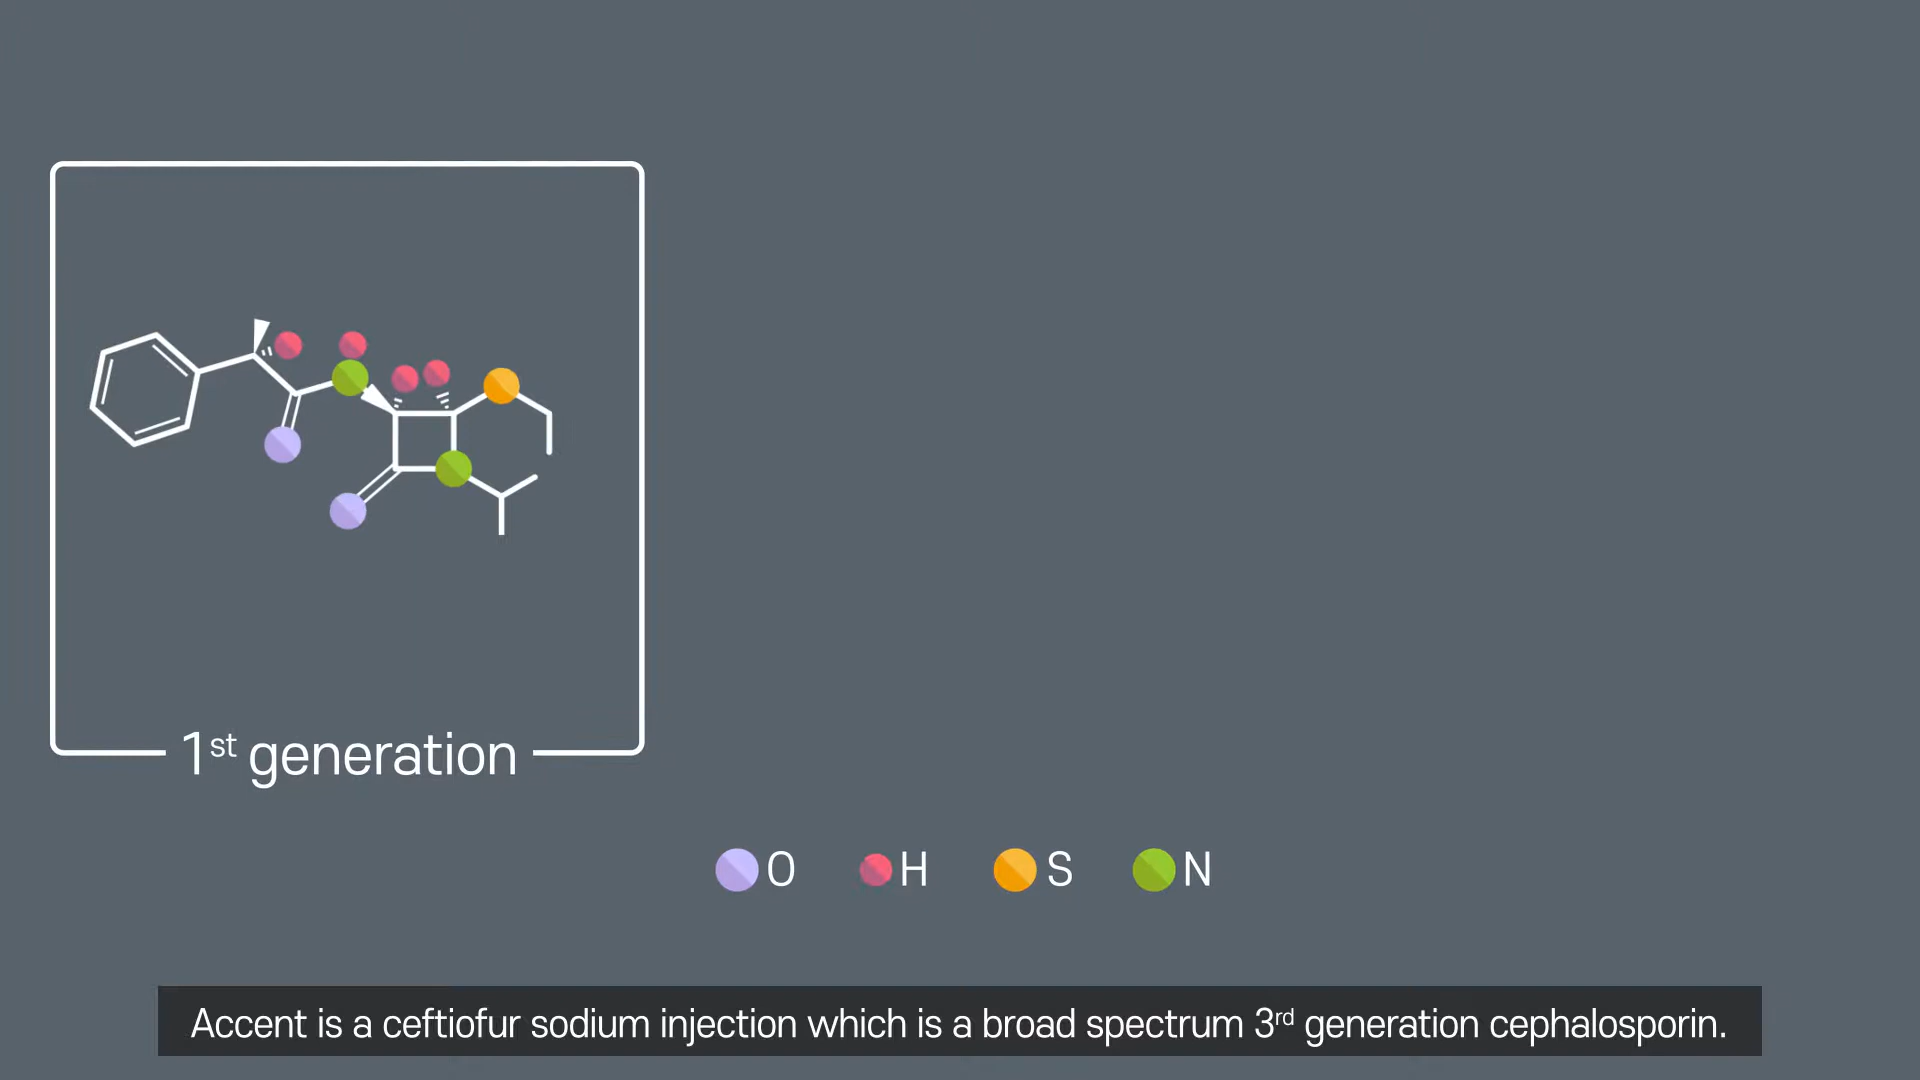 1st generation
O H S N
Accent is a ceftiofur sodium injection which is a broad spectrum 3rd generation cephalosporin.